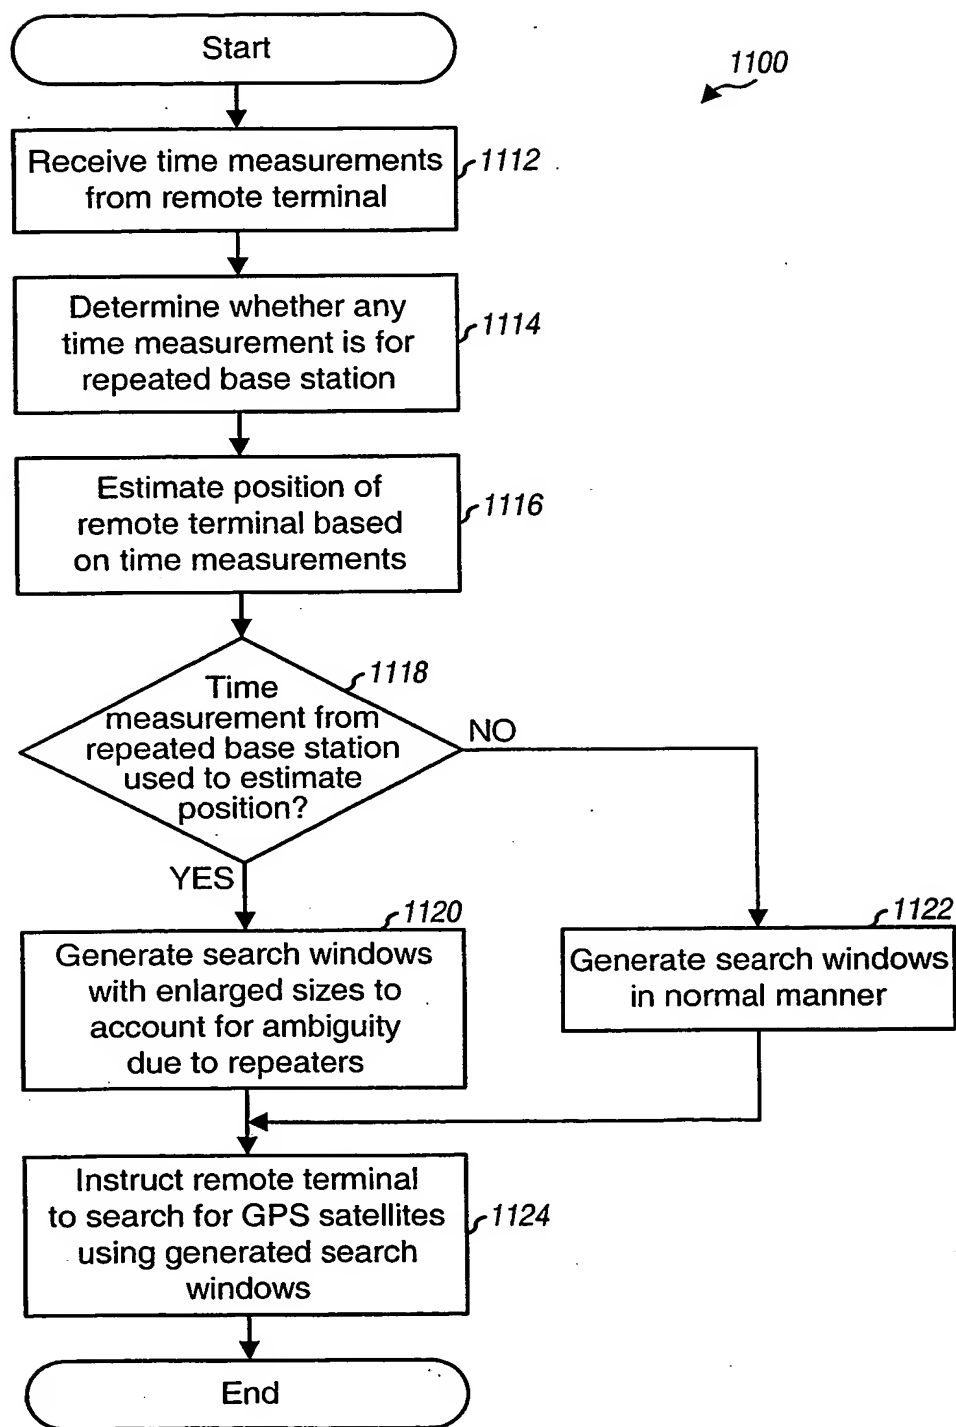 Start
1100
Receive time measurements
from remote terminal
1112
Determine whether any
time measurement is for
repeated base station
1114
Estimate position of
remote terminal based
on time measurements
1116
1118
Time
measurement from
repeated base station
used to estimate
position?
NO
YES
1120
Generate search windows
with enlarged sizes to
account for ambiguity
due to repeaters
1122
Generate search windows
in normal manner
Instruct remote terminal
to search for GPS satellites
using generated search
windows
1124
End